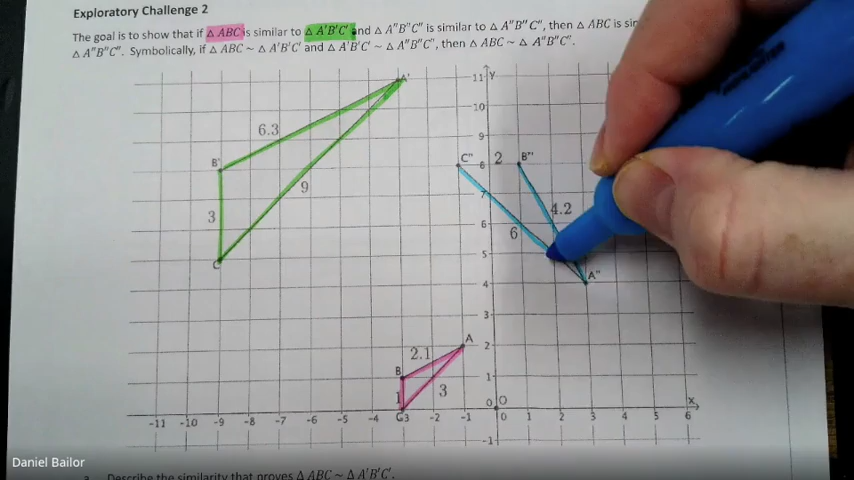 Exploratory Challenge 2
The goal is to show that if △ ABC is similar to △ A'B'C' and △ A"B"C" is similar to △ A"B"C", then △ ABC is
△ A"B"C". Symbolically, if △ ABC ~ △ A'B'C' and △ A'B'C' ~ △ A"B"C", then △ ABC ~ △ A"B"C".
A' 11 Y
10
6.3 9
B' C" 8 2 B"
9 7
3 4.2
6 6
5
C' A"
4
3
A 2
2.1
B 1
1 3
C -3 0 O x
-11 -10 -9 -8 -7 -6 -5 -4 -2 -1 0 1 2 3 4 5 6
-1
Daniel Bailor
a. Describe the similarity that proves △ ABC ~ △ A'B'C'.